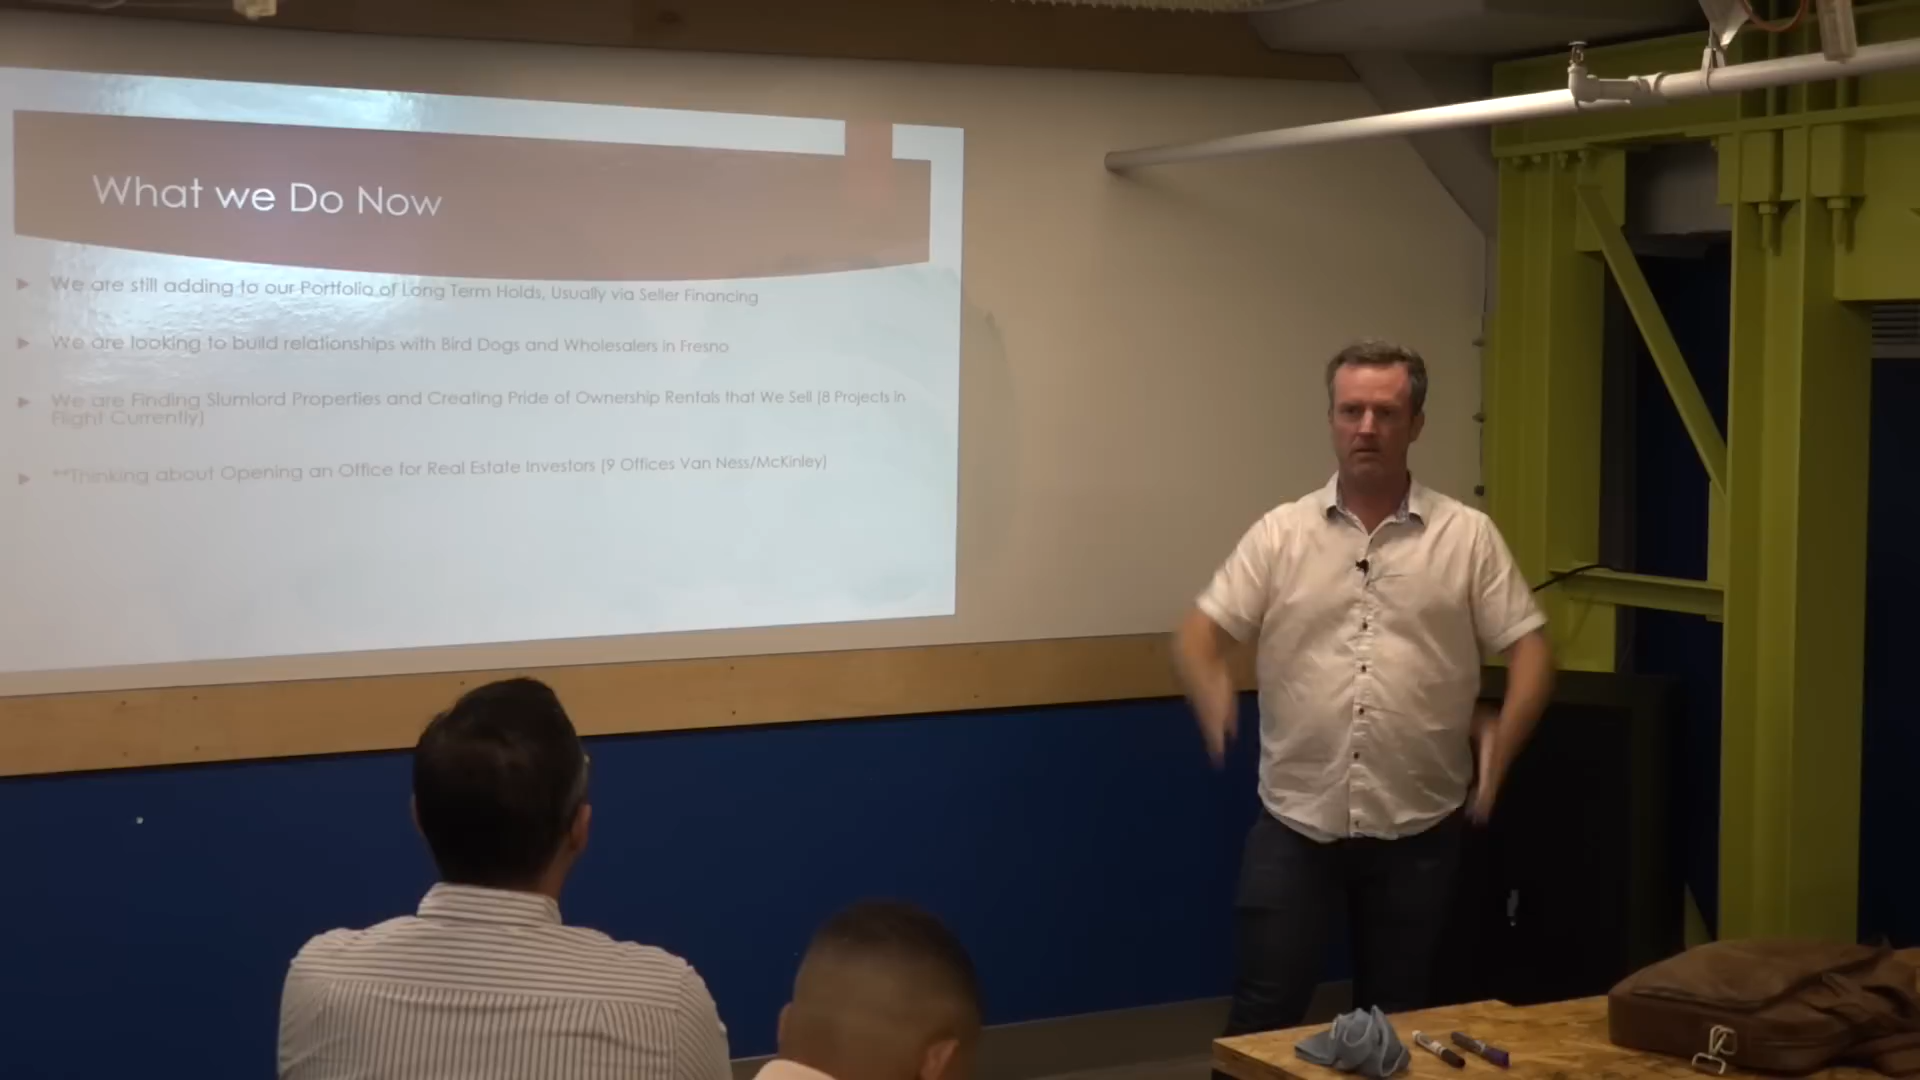 What we Do Now
We are still adding to our Portfolio of Long Term Holds, Usually via Seller Financing
We are looking to build relationships with Bird Dogs and Wholesalers in Fresno
We are Finding Slumlord Properties and Creating Pride of Ownership Rentals that We Sell (8 Projects in
Flight Currently)
**Thinking about Opening an Office for Real Estate Investors (9 Offices Van Ness/McKinley)